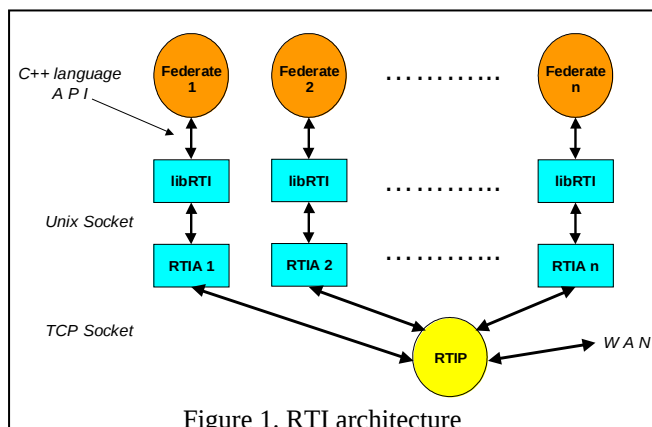 C++ language
A P I
Federate
1
Federate
2
............
Federate
n
libRTI
libRTI
............
libRTI
Unix Socket
RTIA 1
RTIA 2
............
RTIA n
TCP Socket
RTIP
W A N
Figure 1. RTI architecture